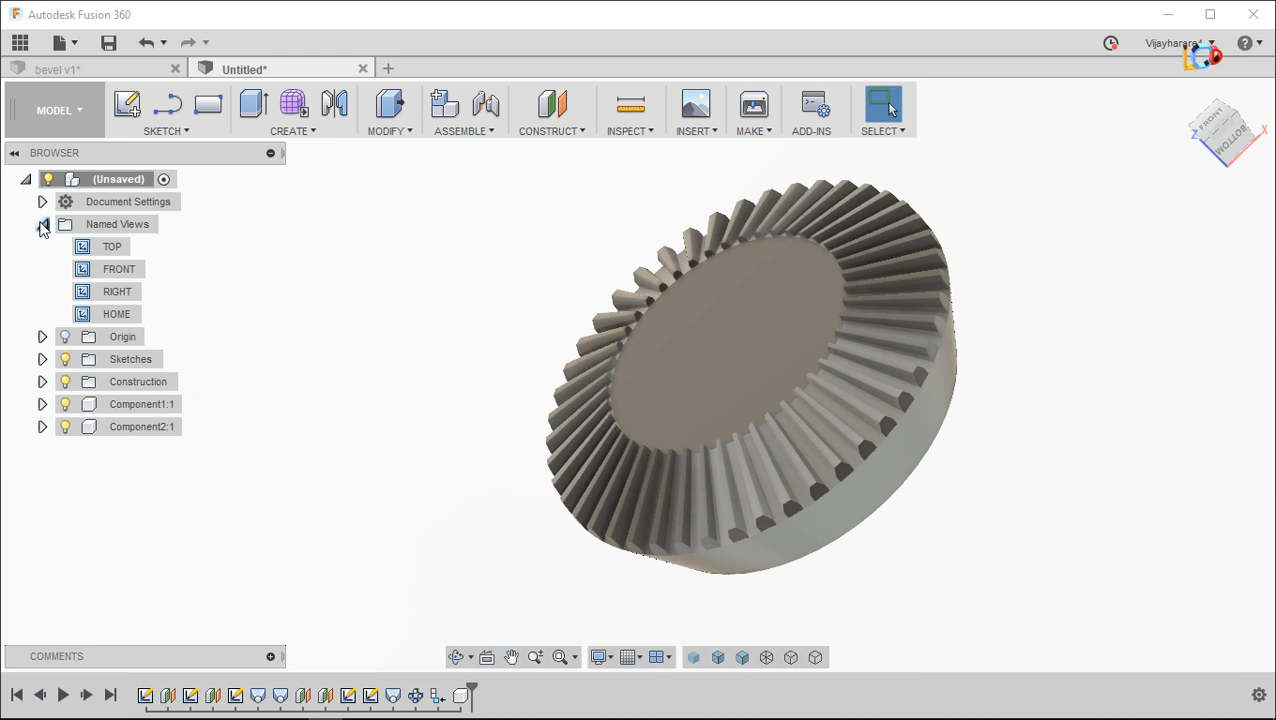 Autodesk Fusion 360
Vijayharare4
bevel v1*
Untitled*
MODEL
SKETCH
CREATE
MODIFY
ASSEMBLE
CONSTRUCT
INSPECT
INSERT
MAKE
ADD-INS
SELECT
FRONT
BOTTOM
Z
X
BROWSER
(Unsaved)
Document Settings
Named Views
TOP
FRONT
RIGHT
HOME
Origin
Sketches
Construction
Component1:1
Component2:1
COMMENTS